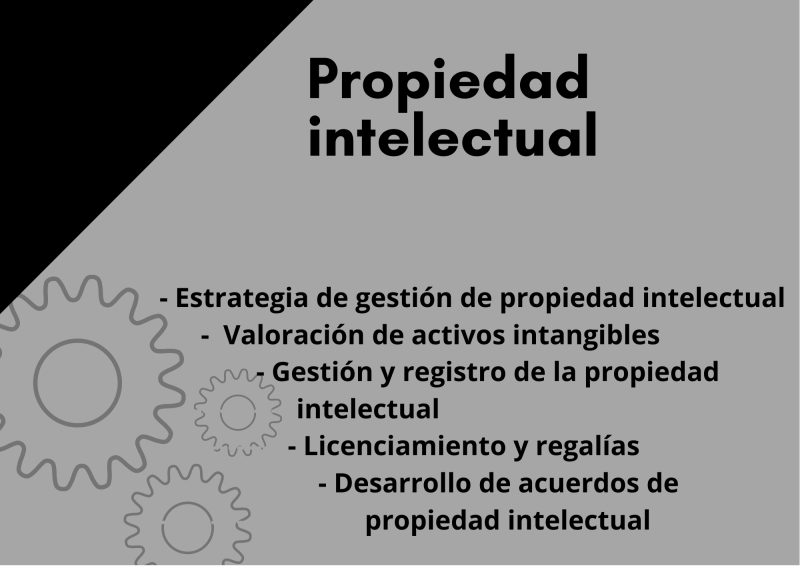 Propiedad
intelectual
- Estrategia de gestión de propiedad intelectual
- Valoración de activos intangibles
- Gestión y registro de la propiedad
intelectual
- Licenciamiento y regalías
- Desarrollo de acuerdos de
propiedad intelectual